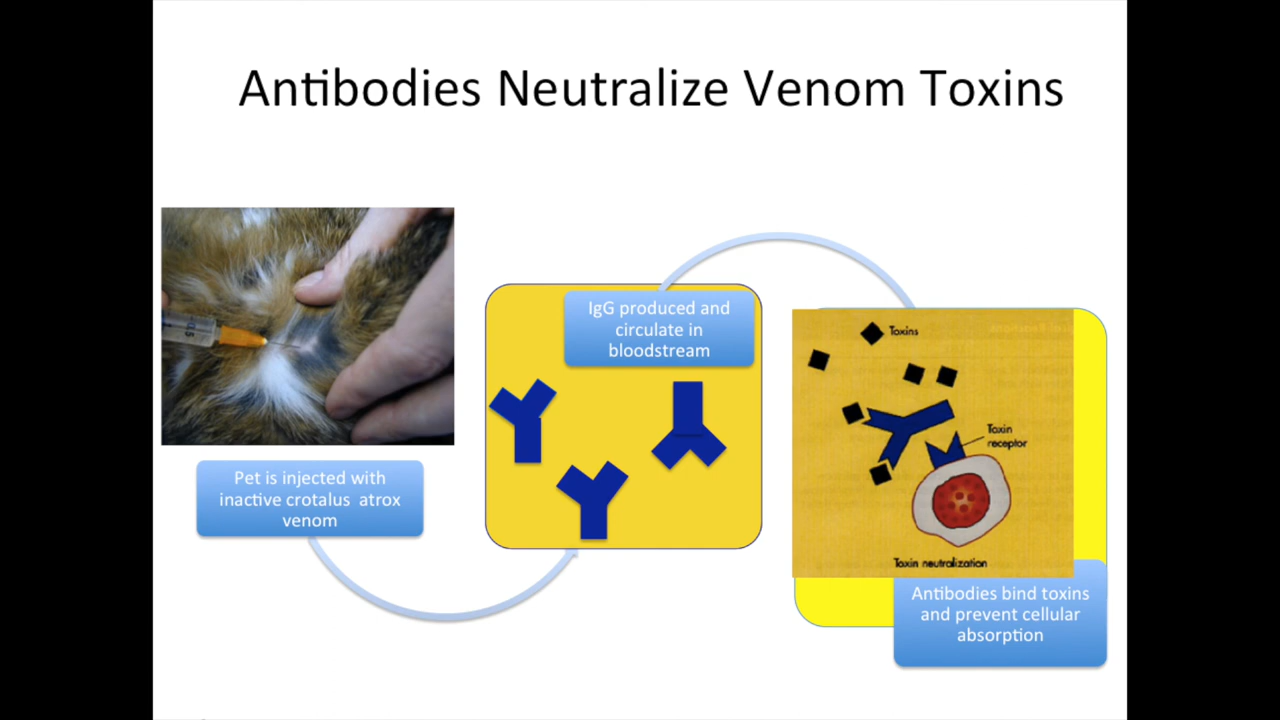 Antibodies Neutralize Venom Toxins
Pet is injected with
inactive crotalus atrox
venom
IgG produced and
circulate in
bloodstream
Toxins
Toxin
receptor
Toxin neutralization
Antibodies bind toxins
and prevent cellular
absorption